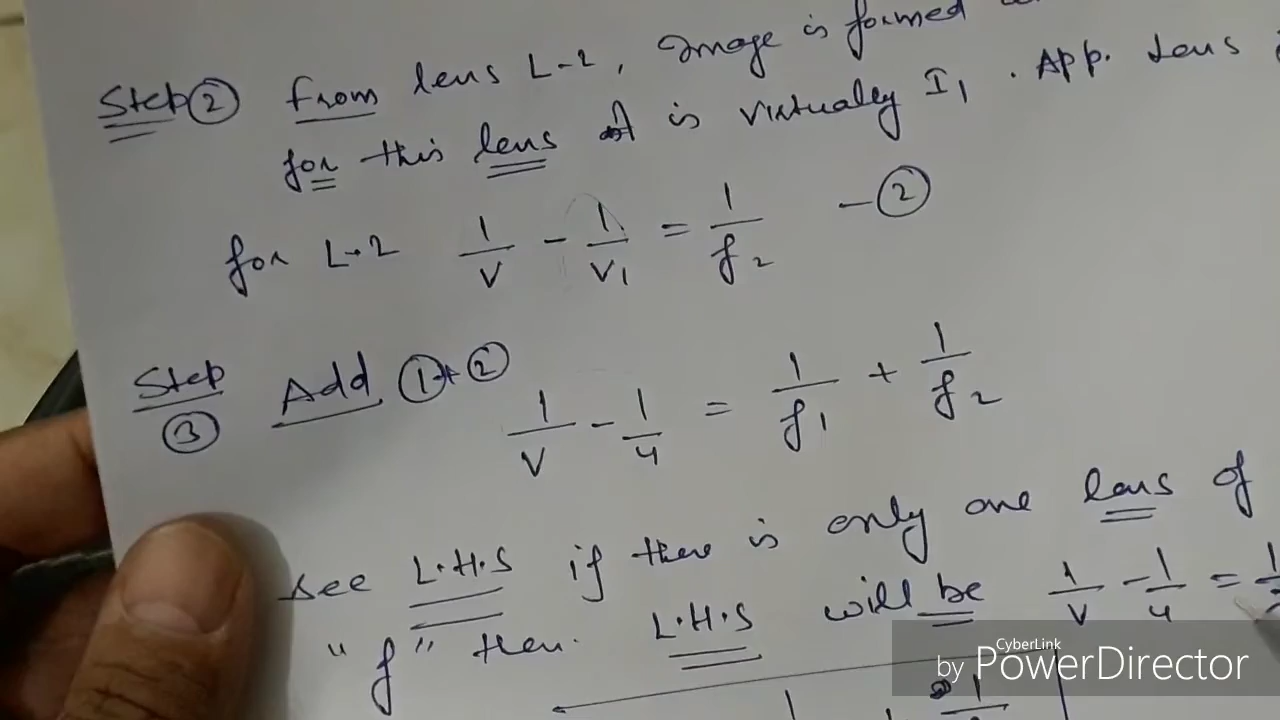 Step ② from lens L-2, Image is formed
for this lens is virtually I₁ . App. Lens
for L-2 1/V - 1/V₁ = 1/f₂ - ②
Step ③ Add ①+② 1/V - 1/u = 1/f₁ + 1/f₂
See L.H.S if there is only one lens of
"f" then. L.H.S will be 1/V - 1/u =
CyberLink
by PowerDirector